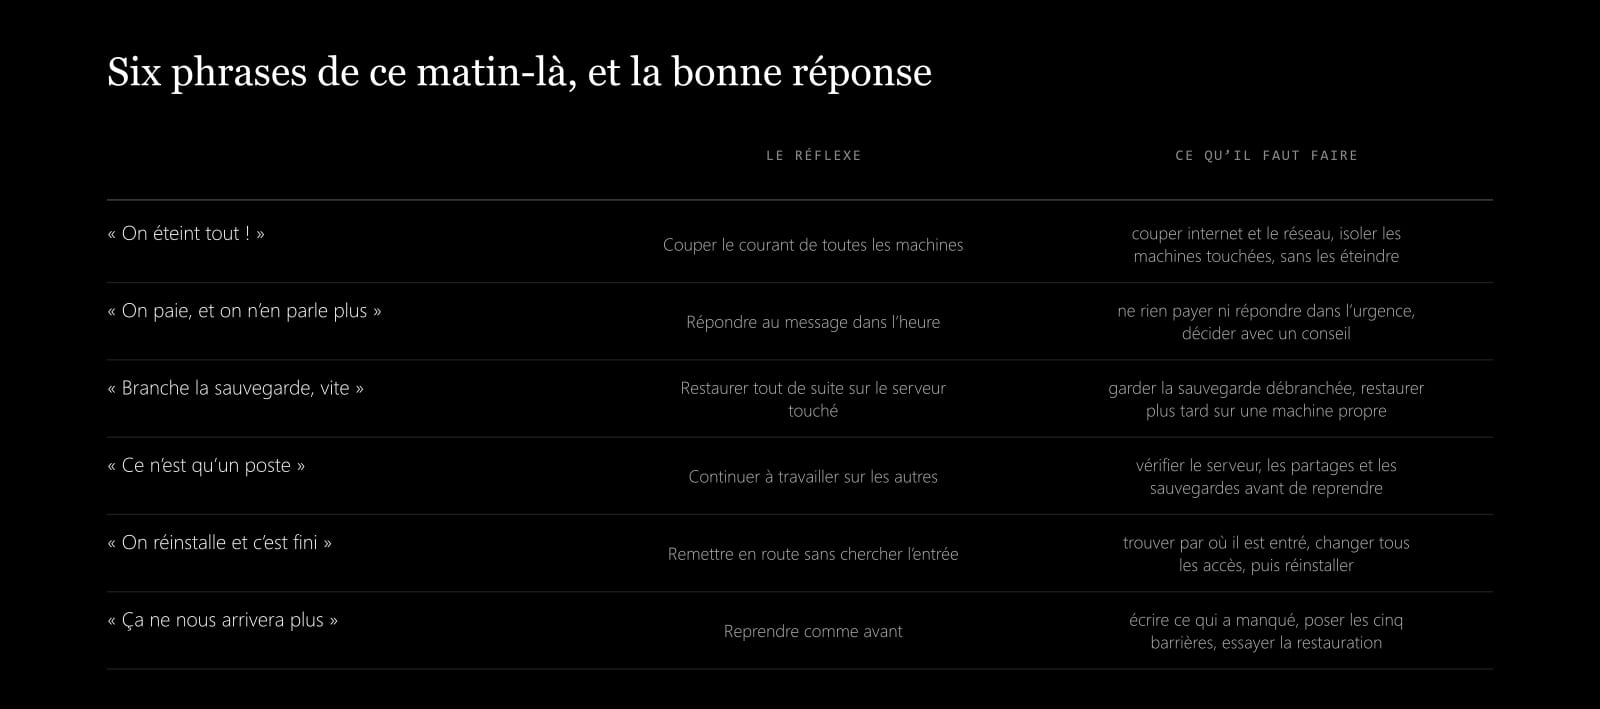 Six phrases de ce matin-là, et la bonne réponse
LE RÉFLEXE
CE QU’IL FAUT FAIRE
« On éteint tout ! »
Couper le courant de toutes les machines
couper internet et le réseau, isoler les
machines touchées, sans les éteindre
« On paie, et on n’en parle plus »
Répondre au message dans l’heure
ne rien payer ni répondre dans l’urgence,
décider avec un conseil
« Branche la sauvegarde, vite »
Restaurer tout de suite sur le serveur
touché
garder la sauvegarde débranchée, restaurer
plus tard sur une machine propre
« Ce n’est qu’un poste »
Continuer à travailler sur les autres
vérifier le serveur, les partages et les
sauvegardes avant de reprendre
« On réinstalle et c’est fini »
Remettre en route sans chercher l’entrée
trouver par où il est entré, changer tous
les accès, puis réinstaller
« Ça ne nous arrivera plus »
Reprendre comme avant
écrire ce qui a manqué, poser les cinq
barrières, essayer la restauration